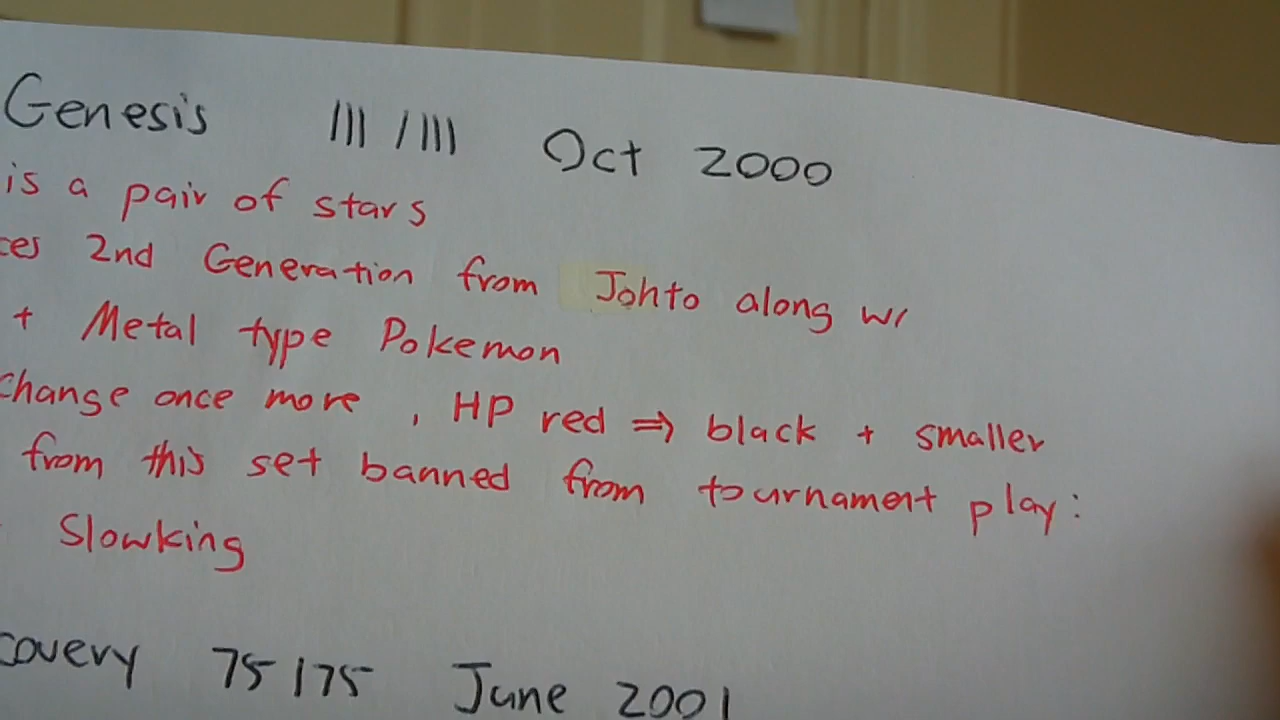 Genesis 111/111 Oct 2000
is a pair of stars
ces 2nd Generation from Johto along w/
+ Metal type Pokemon
change once more, HP red ⇒ black + smaller
from this set banned from tournament play:
Slowking
covery 75/75 June 2001